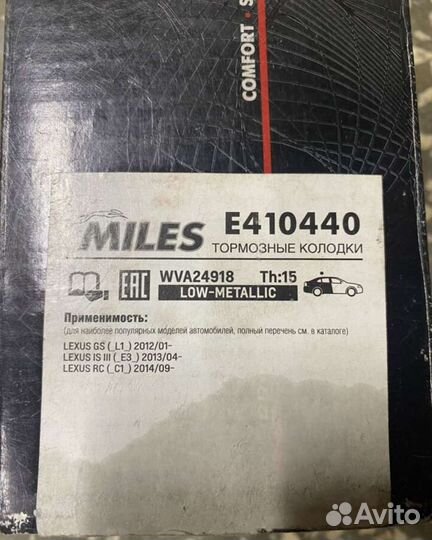 COMFORT • S
MILES
E410440
ТОРМОЗНЫЕ КОЛОДКИ
EAC
WVA24918 Th:15
LOW-METALLIC
Применимость:
(для наиболее популярных моделей автомобилей, полный перечень см. в каталоге)
LEXUS GS (_L1_) 2012/01-
LEXUS IS III (_E3_) 2013/04-
LEXUS RC (_C1_) 2014/09-
Avito